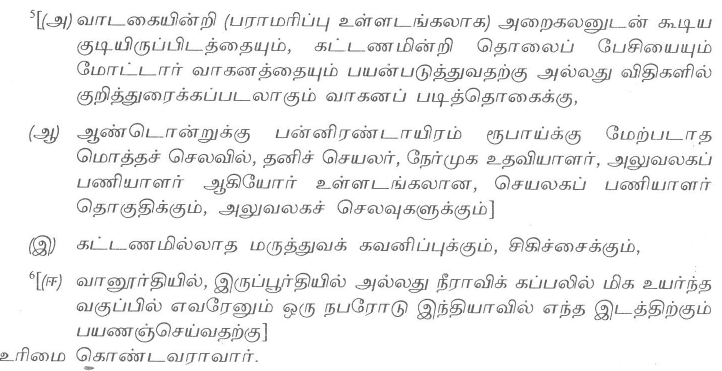 ⁵[(அ) வாடகையின்றி (பராமரிப்பு உள்ளடங்கலாக) அறைகலனுடன் கூடிய
குடியிருப்பிடத்தையும், கட்டணமின்றி தொலைப் பேசியையும்
மோட்டார் வாகனத்தையும் பயன்படுத்துவதற்கு அல்லது விதிகளில்
குறித்துரைக்கப்படலாகும் வாகனப் படித்தொகைக்கு,
(ஆ) ஆண்டொன்றுக்கு பன்னிரண்டாயிரம் ரூபாய்க்கு மேற்படாத
மொத்தச் செலவில், தனிச் செயலர், நேர்முக உதவியாளர், அலுவலகப்
பணியாளர் ஆகியோர் உள்ளடங்கலான, செயலகப் பணியாளர்
தொகுதிக்கும், அலுவலகச் செலவுகளுக்கும்]
(இ) கட்டணமில்லாத மருத்துவக் கவனிப்புக்கும், சிகிச்சைக்கும்,
⁶[(ஈ) வானூர்தியில், இருப்பூர்தியில் அல்லது நீராவிக் கப்பலில் மிக உயர்ந்த
வகுப்பில் எவரேனும் ஒரு நபரோடு இந்தியாவில் எந்த இடத்திற்கும்
பயணஞ்செய்வதற்கு]
உரிமை கொண்டவராவார்.